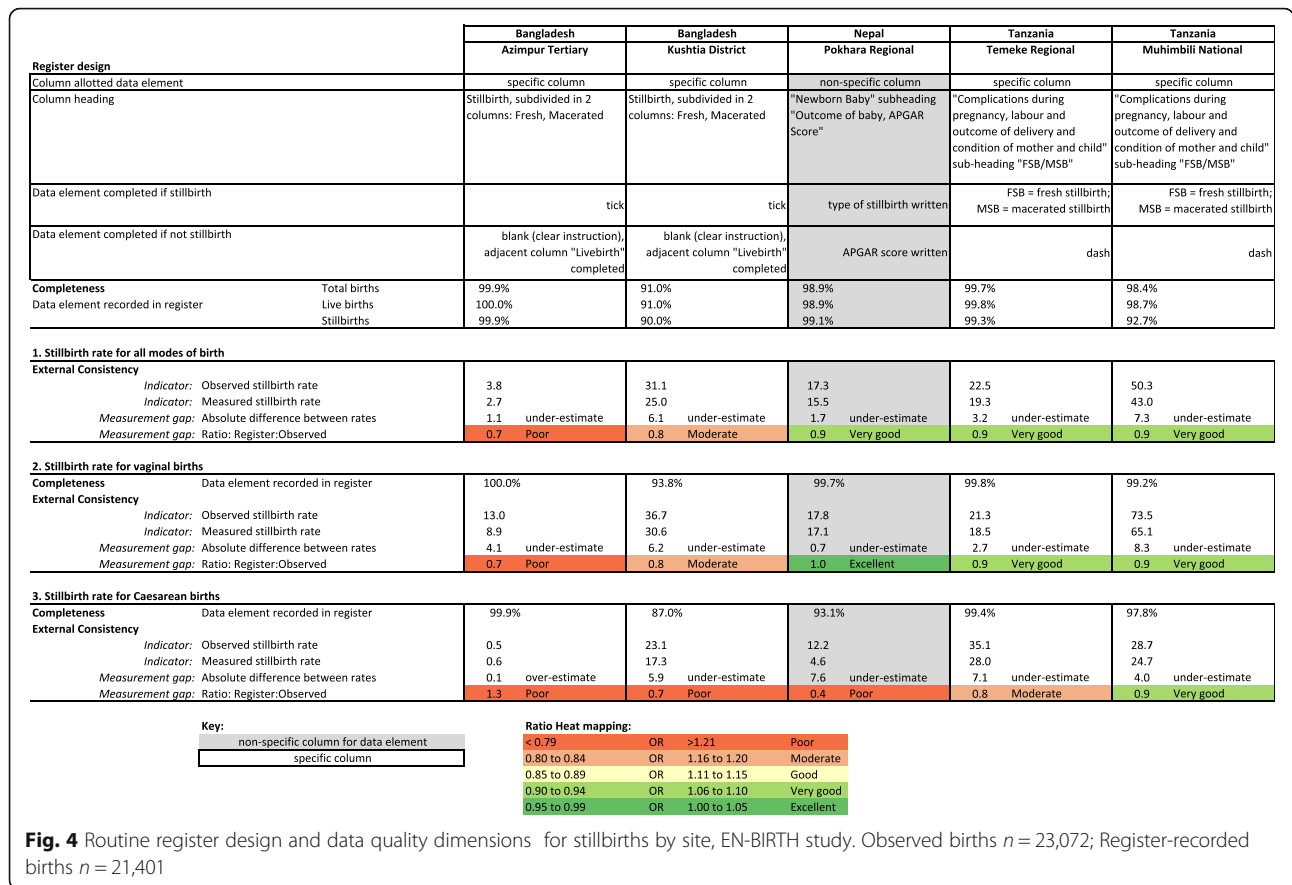 Bangladesh Bangladesh Nepal Tanzania Tanzania
Azimpur Tertiary Kushtia District Pokhara Regional Temeke Regional Muhimbili National
Register design
Column allotted data element specific column specific column non-specific column specific column specific column
Column heading Stillbirth, subdivided in 2 Stillbirth, subdivided in 2 "Newborn Baby" subheading "Complications during "Complications during
columns: Fresh, Macerated columns: Fresh, Macerated "Outcome of baby, APGAR pregnancy, labour and pregnancy, labour and
Score" outcome of delivery and outcome of delivery and
condition of mother and child" condition of mother and child"
sub-heading "FSB/MSB" sub-heading "FSB/MSB"
Data element completed if stillbirth FSB = fresh stillbirth; FSB = fresh stillbirth;
tick tick type of stillbirth written MSB = macerated stillbirth MSB = macerated stillbirth
Data element completed if not stillbirth blank (clear instruction), blank (clear instruction),
adjacent column "Livebirth" adjacent column "Livebirth" APGAR score written dash dash
completed completed
Completeness Total births 99.9% 91.0% 98.9% 99.7% 98.4%
Data element recorded in register Live births 100.0% 91.0% 98.9% 99.8% 98.7%
Stillbirths 99.9% 90.0% 99.1% 99.3% 92.7%
1. Stillbirth rate for all modes of birth
External Consistency
Indicator: Observed stillbirth rate 3.8 31.1 17.3 22.5 50.3
Indicator: Measured stillbirth rate 2.7 25.0 15.5 19.3 43.0
Measurement gap: Absolute difference between rates 1.1 under-estimate 6.1 under-estimate 1.7 under-estimate 3.2 under-estimate 7.3 under-estimate
Measurement gap: Ratio: Register:Observed 0.7 Poor 0.8 Moderate 0.9 Very good 0.9 Very good 0.9 Very good
2. Stillbirth rate for vaginal births
Completeness Data element recorded in register 100.0% 93.8% 99.7% 99.8% 99.2%
External Consistency
Indicator: Observed stillbirth rate 13.0 36.7 17.8 21.3 73.5
Indicator: Measured stillbirth rate 8.9 30.6 17.1 18.5 65.1
Measurement gap: Absolute difference between rates 4.1 under-estimate 6.2 under-estimate 0.7 under-estimate 2.7 under-estimate 8.3 under-estimate
Measurement gap: Ratio: Register:Observed 0.7 Poor 0.8 Moderate 1.0 Excellent 0.9 Very good 0.9 Very good
3. Stillbirth rate for Caesarean births
Completeness Data element recorded in register 99.9% 87.0% 93.1% 99.4% 97.8%
External Consistency
Indicator: Observed stillbirth rate 0.5 23.1 12.2 35.1 28.7
Indicator: Measured stillbirth rate 0.6 17.3 4.6 28.0 24.7
Measurement gap: Absolute difference between rates 0.1 over-estimate 5.9 under-estimate 7.6 under-estimate 7.1 under-estimate 4.0 under-estimate
Measurement gap: Ratio: Register:Observed 1.3 Poor 0.7 Poor 0.4 Poor 0.8 Moderate 0.9 Very good
Key: Ratio Heat mapping:
non-specific column for data element < 0.79 OR >1.21 Poor
specific column 0.80 to 0.84 OR 1.16 to 1.20 Moderate
0.85 to 0.89 OR 1.11 to 1.15 Good
0.90 to 0.94 OR 1.06 to 1.10 Very good
0.95 to 0.99 OR 1.00 to 1.05 Excellent
Fig. 4 Routine register design and data quality dimensions for stillbirths by site, EN-BIRTH study. Observed births n = 23,072; Register-recorded
births n = 21,401